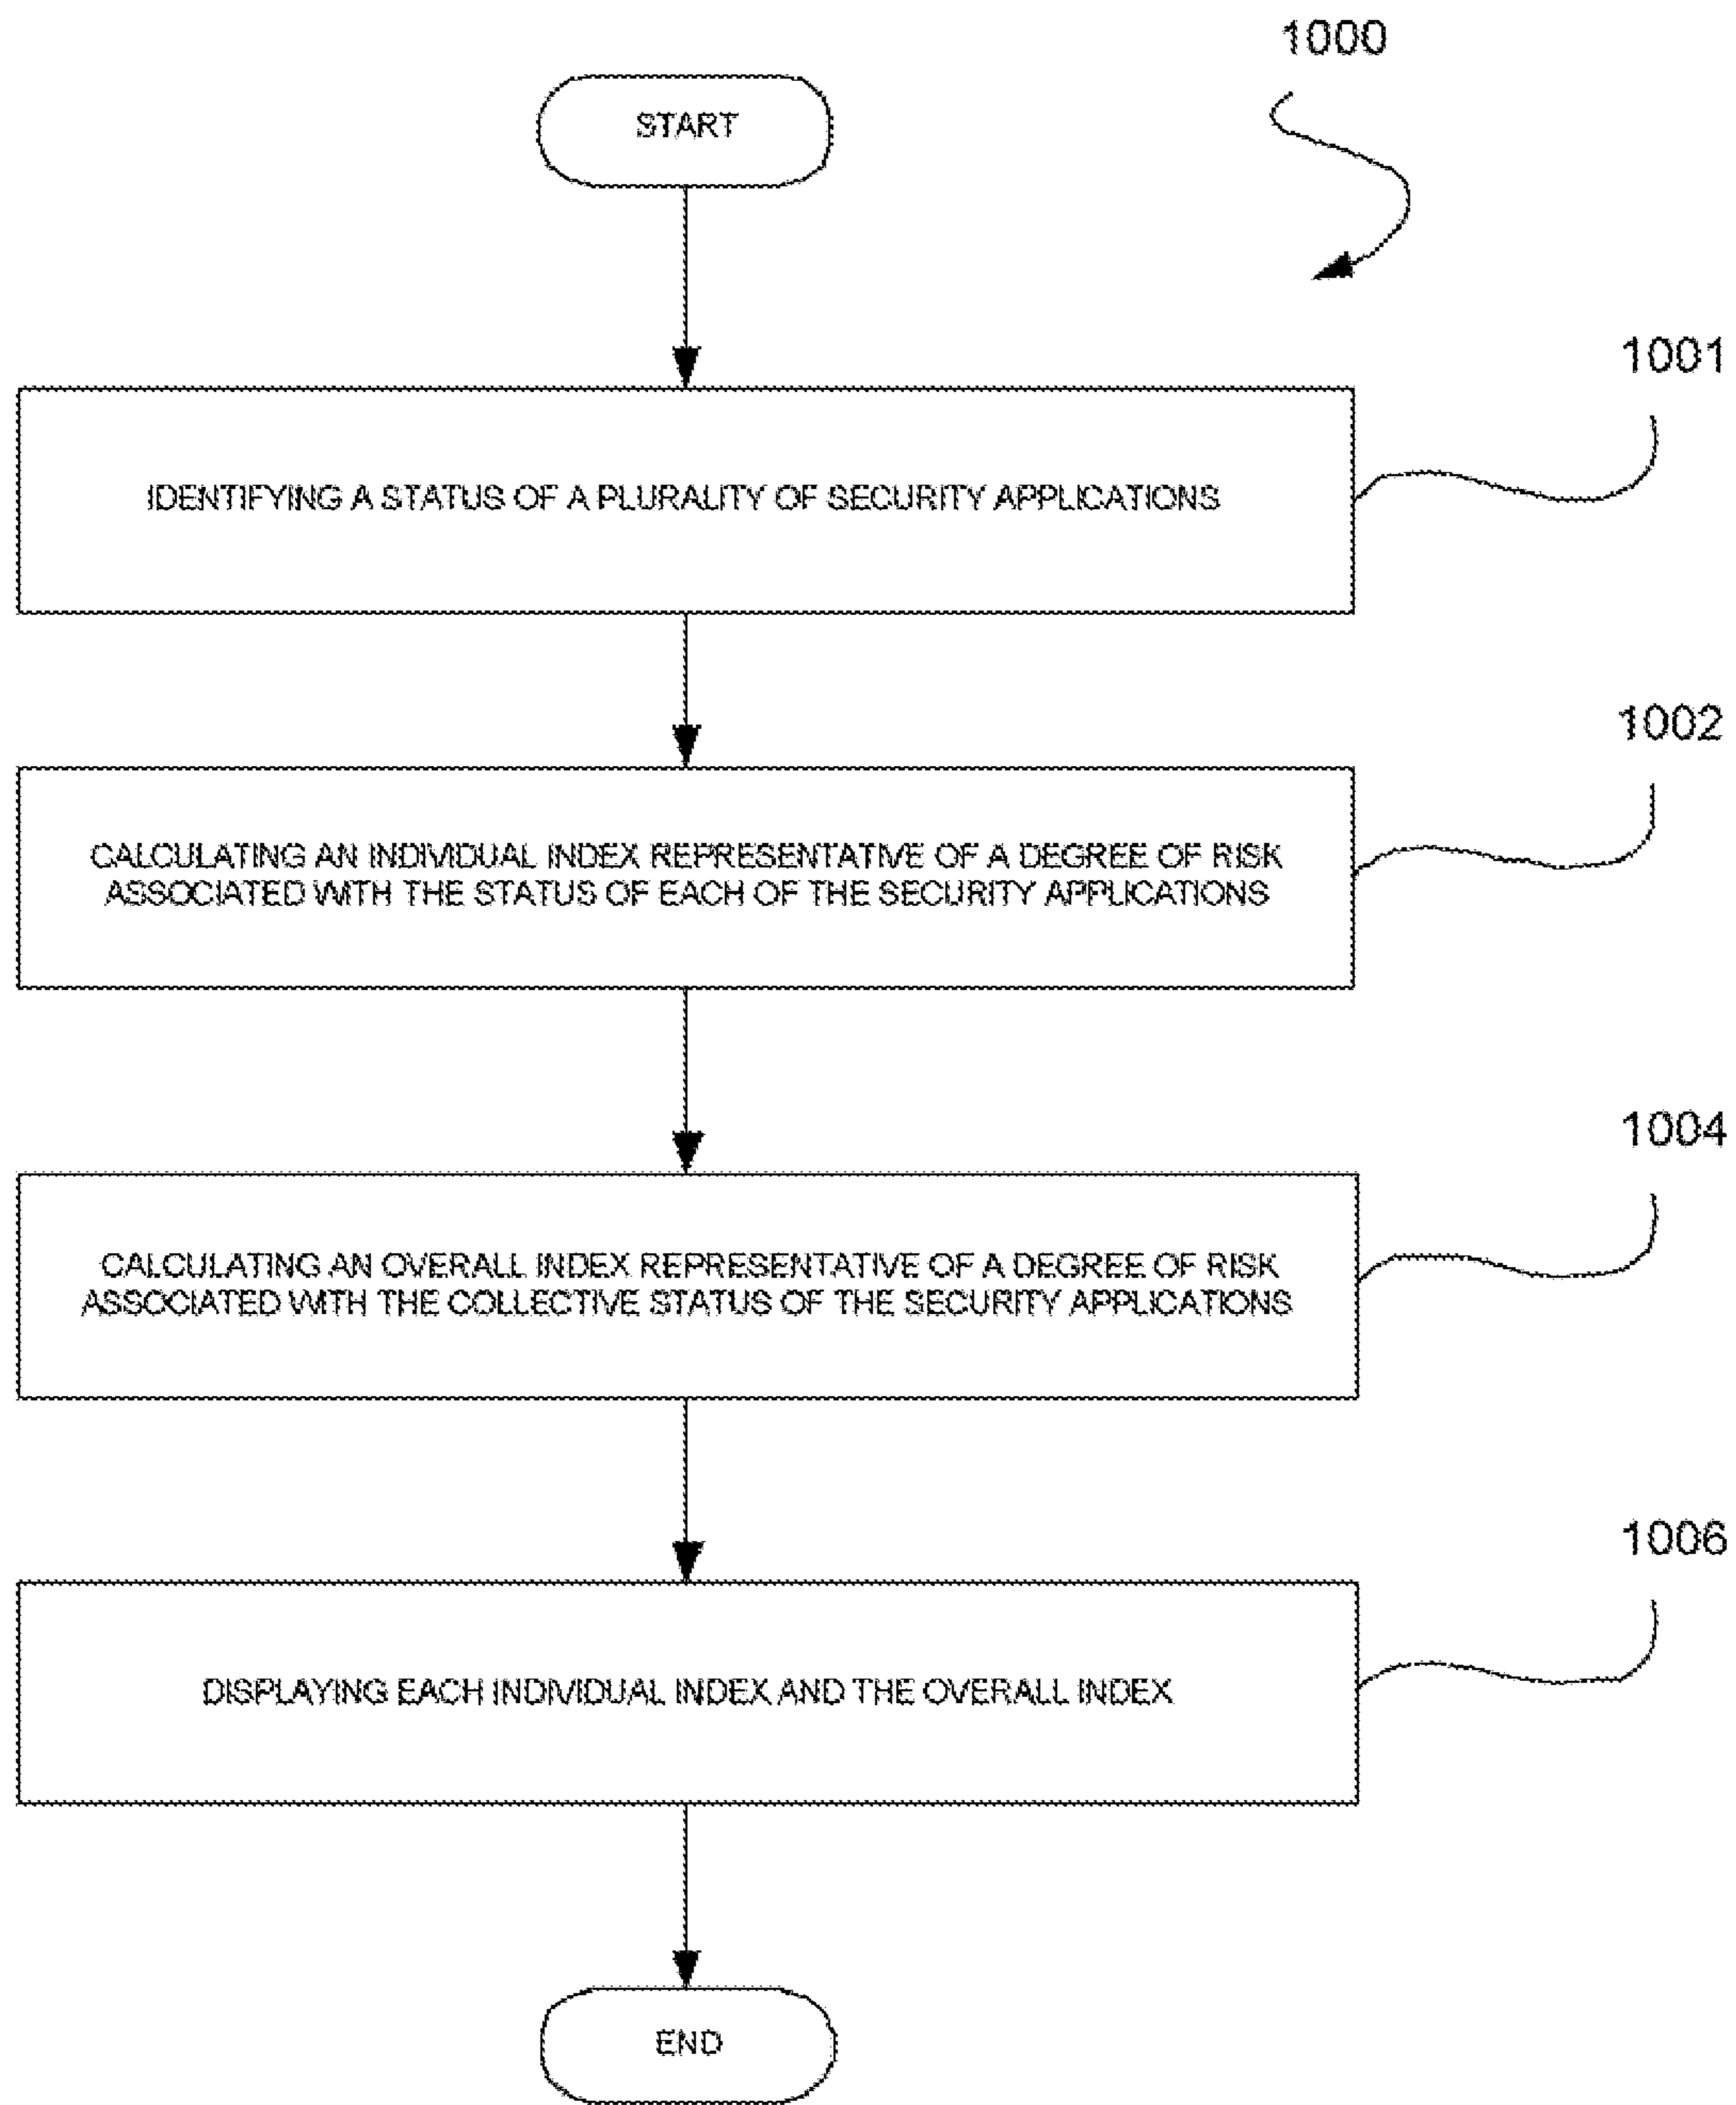 1000
START
1001
IDENTIFYING A STATUS OF A PLURALITY OF SECURITY APPLICATIONS
1002
CALCULATING AN INDIVIDUAL INDEX REPRESENTATIVE OF A DEGREE OF RISK
ASSOCIATED WITH THE STATUS OF EACH OF THE SECURITY APPLICATIONS
1004
CALCULATING AN OVERALL INDEX REPRESENTATIVE OF A DEGREE OF RISK
ASSOCIATED WITH THE COLLECTIVE STATUS OF THE SECURITY APPLICATIONS
1006
DISPLAYING EACH INDIVIDUAL INDEX AND THE OVERALL INDEX
END